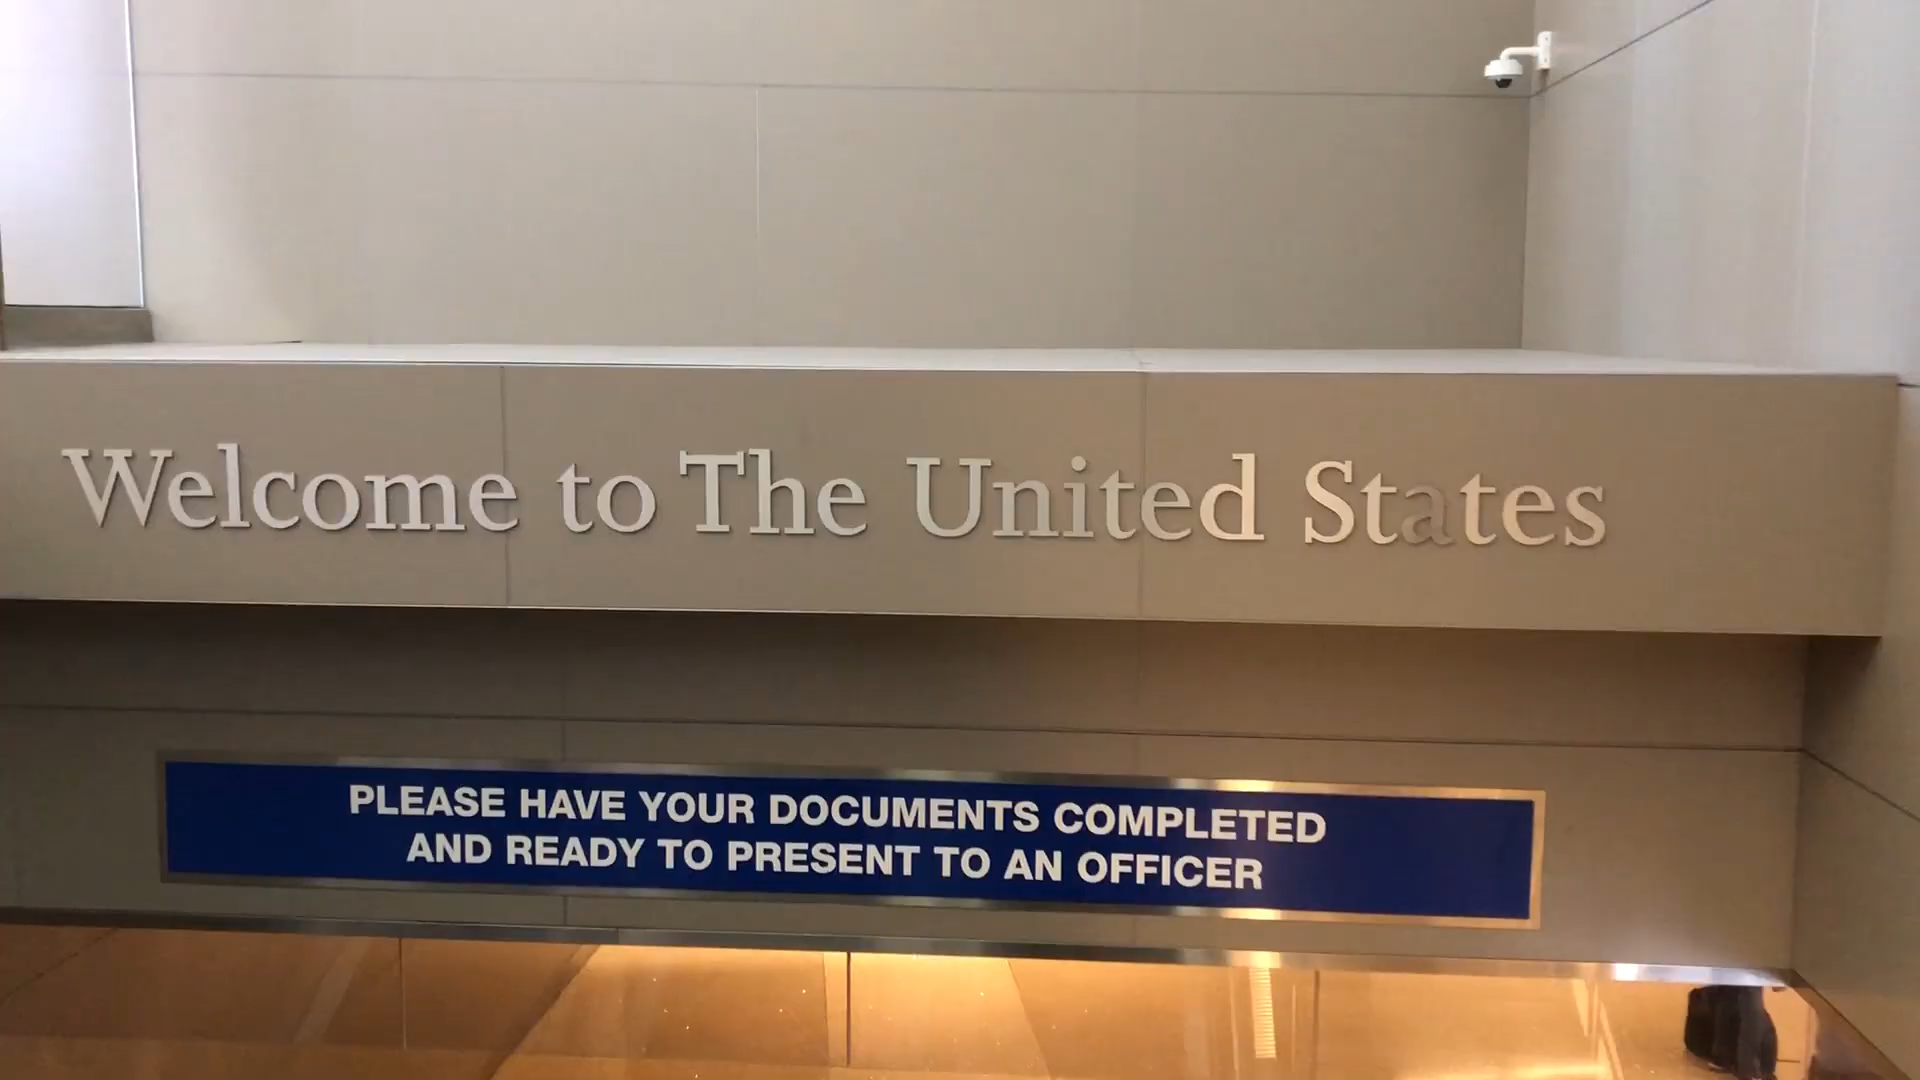 Welcome to The United States
PLEASE HAVE YOUR DOCUMENTS COMPLETED
AND READY TO PRESENT TO AN OFFICER